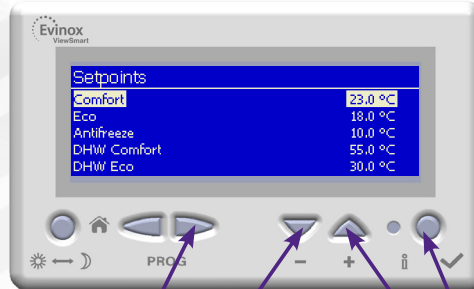 Evinox
ViewSmart
Setpoints
Comfort 23.0 °C
Eco 18.0 °C
Antifreeze 10.0 °C
DHW Comfort 55.0 °C
DHW Eco 30.0 °C
PROG - + i